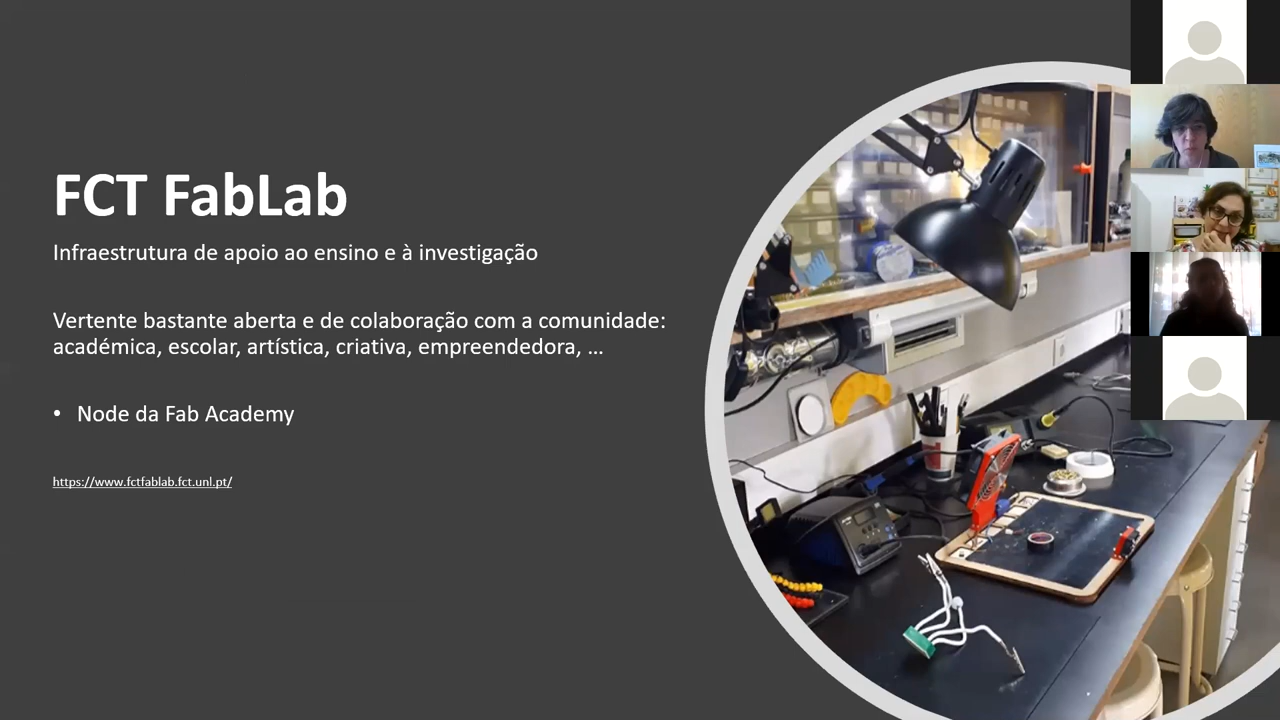 FCT FabLab
Infraestrutura de apoio ao ensino e à investigação
Vertente bastante aberta e de colaboração com a comunidade:
académica, escolar, artística, criativa, empreendedora, ...
• Node da Fab Academy
https://www.fctfablab.fct.unl.pt/